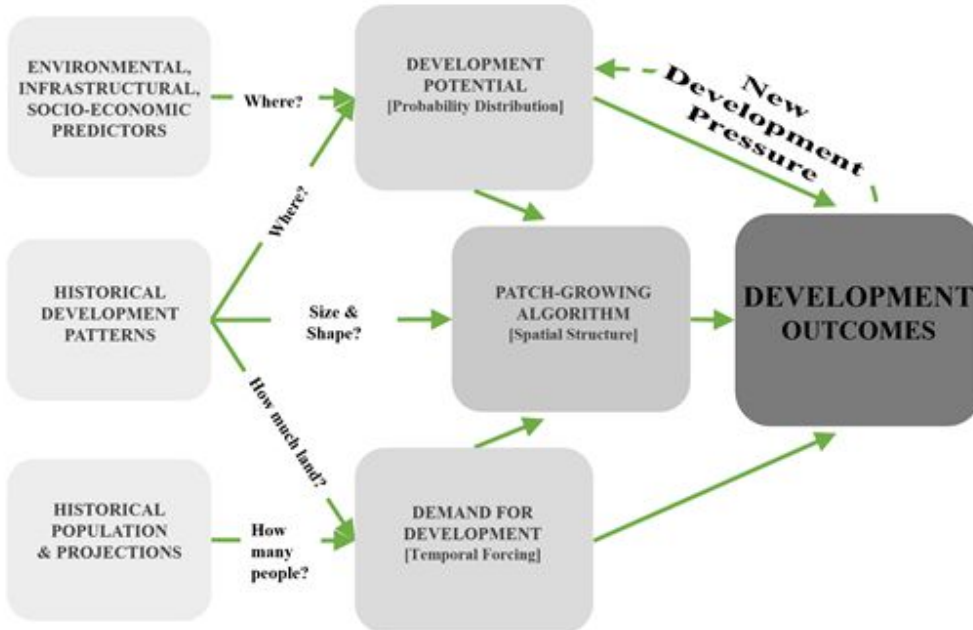 ENVIRONMENTAL,
INFRASTRUCTURAL,
SOCIO-ECONOMIC
PREDICTORS
Where?
DEVELOPMENT
POTENTIAL
[Probability Distribution]
New
Development
Pressure
Where?
HISTORICAL
DEVELOPMENT
PATTERNS
Size &
Shape?
PATCH-GROWING
ALGORITHM
[Spatial Structure]
DEVELOPMENT
OUTCOMES
How much land?
HISTORICAL
POPULATION
& PROJECTIONS
How
many
people?
DEMAND FOR
DEVELOPMENT
[Temporal Forcing]